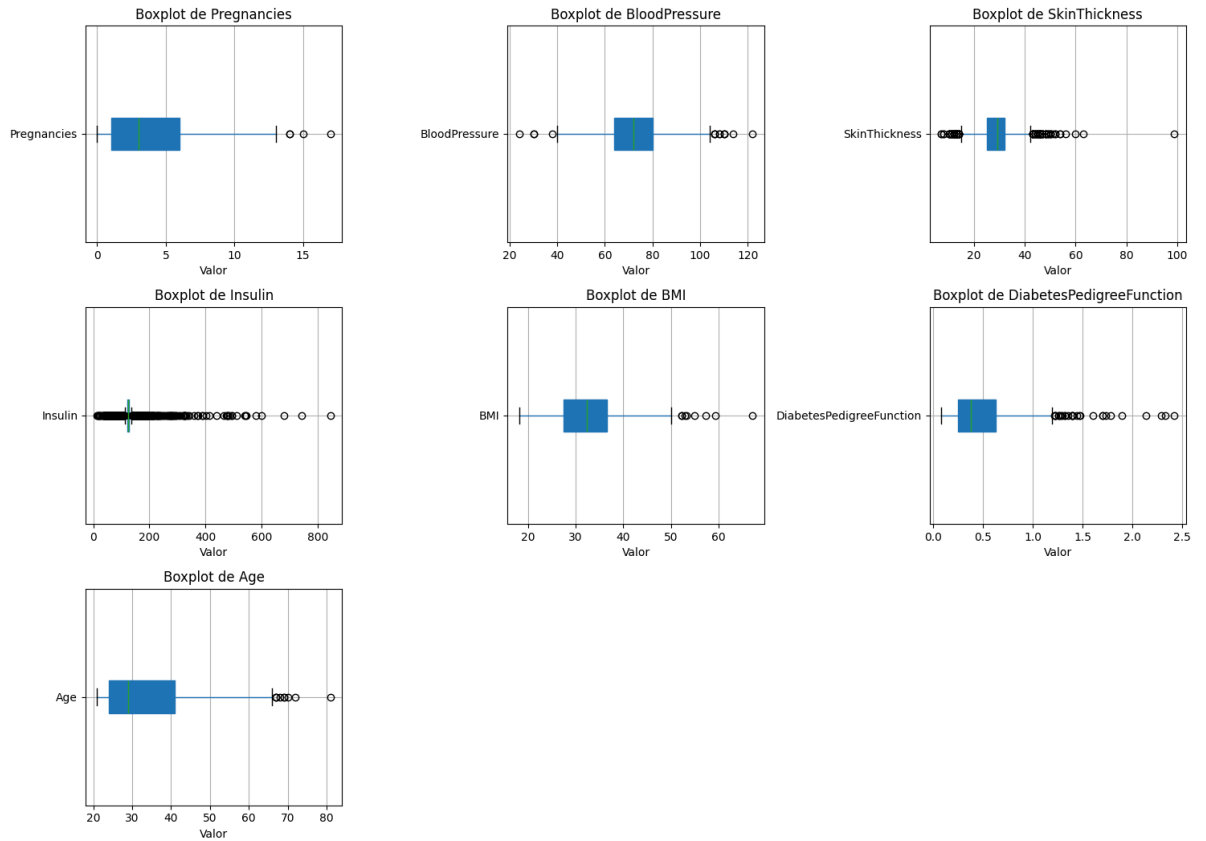 Boxplot de Pregnancies
Pregnancies
0 5 10 15
Valor
Boxplot de BloodPressure
BloodPressure
20 40 60 80 100 120
Valor
Boxplot de SkinThickness
SkinThickness
20 40 60 80 100
Valor
Boxplot de Insulin
Insulin
0 200 400 600 800
Valor
Boxplot de BMI
BMI
20 30 40 50 60
Valor
Boxplot de DiabetesPedigreeFunction
DiabetesPedigreeFunction
0.0 0.5 1.0 1.5 2.0 2.5
Valor
Boxplot de Age
Age
20 30 40 50 60 70 80
Valor